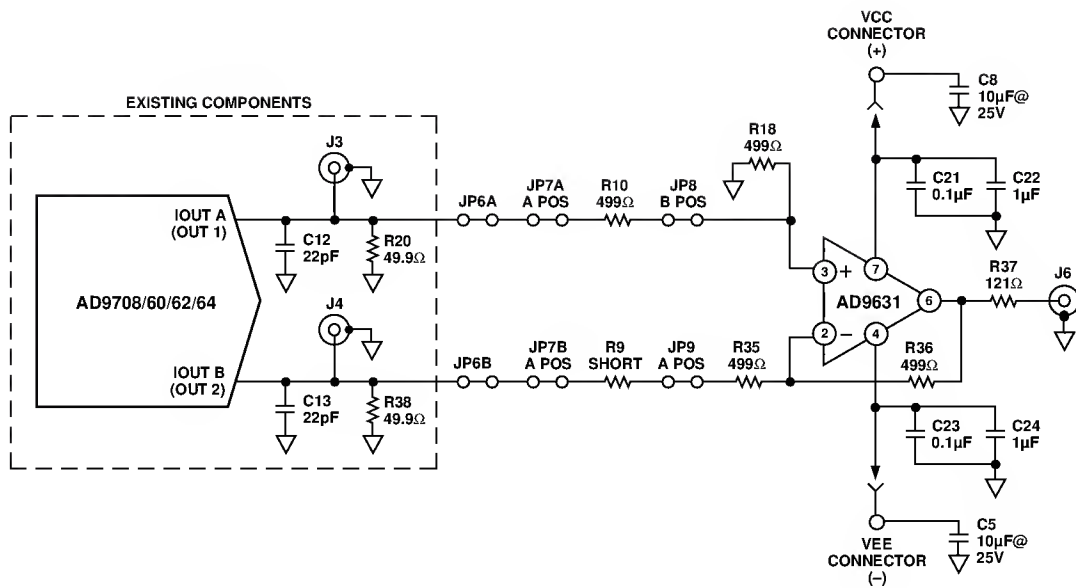 VCC
CONNECTOR
(+)
C8
10µF@
25V
EXISTING COMPONENTS
J3
R18
499Ω
C21
0.1µF
C22
1µF
IOUT A
(OUT 1)
C12
22pF
R20
49.9Ω
JP6A
JP7A
A POS
R10
499Ω
JP8
B POS
3
+
7
AD9631
6
2
–
4
R37
121Ω
J6
AD9708/60/62/64
J4
IOUT B
(OUT 2)
C13
22pF
R38
49.9Ω
JP6B
JP7B
A POS
R9
SHORT
JP9
A POS
R35
499Ω
R36
499Ω
C23
0.1µF
C24
1µF
VEE
CONNECTOR
(–)
C5
10µF@
25V